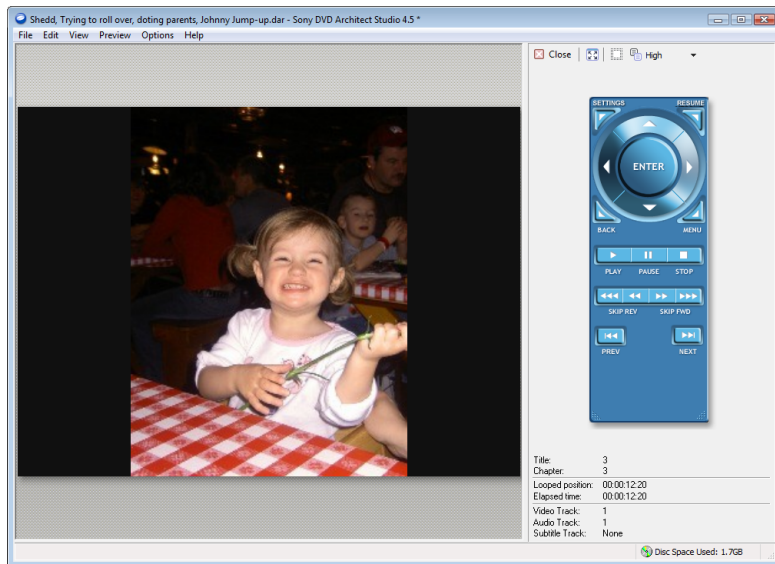 Shedd, Trying to roll over, doting parents, Johnny Jump-up.dar - Sony DVD Architect Studio 4.5 *
File Edit View Preview Options Help
Close High
SETTINGS RESUME
ENTER
BACK MENU
PLAY PAUSE STOP
SKIP REV SKIP FWD
PREV NEXT
Title: 3
Chapter: 3
Looped position: 00:00:12:20
Elapsed time: 00:00:12:20
Video Track: 1
Audio Track: 1
Subtitle Track: None
Disc Space Used: 1.7GB